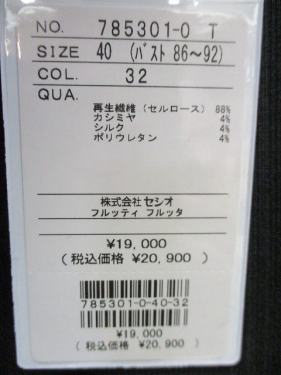 NO. 785301-0 T
SIZE 40 (バスト 86〜92)
COL. 32
QUA.
再生繊維（セルロース） 88%
カシミヤ 4%
シルク 4%
ポリウレタン 4%
株式会社セシオ
フルッティ フルッタ
¥19,000
(税込価格 ¥20,900)
785301-0-40-32
¥19,000
(税込価格 ¥20,900)